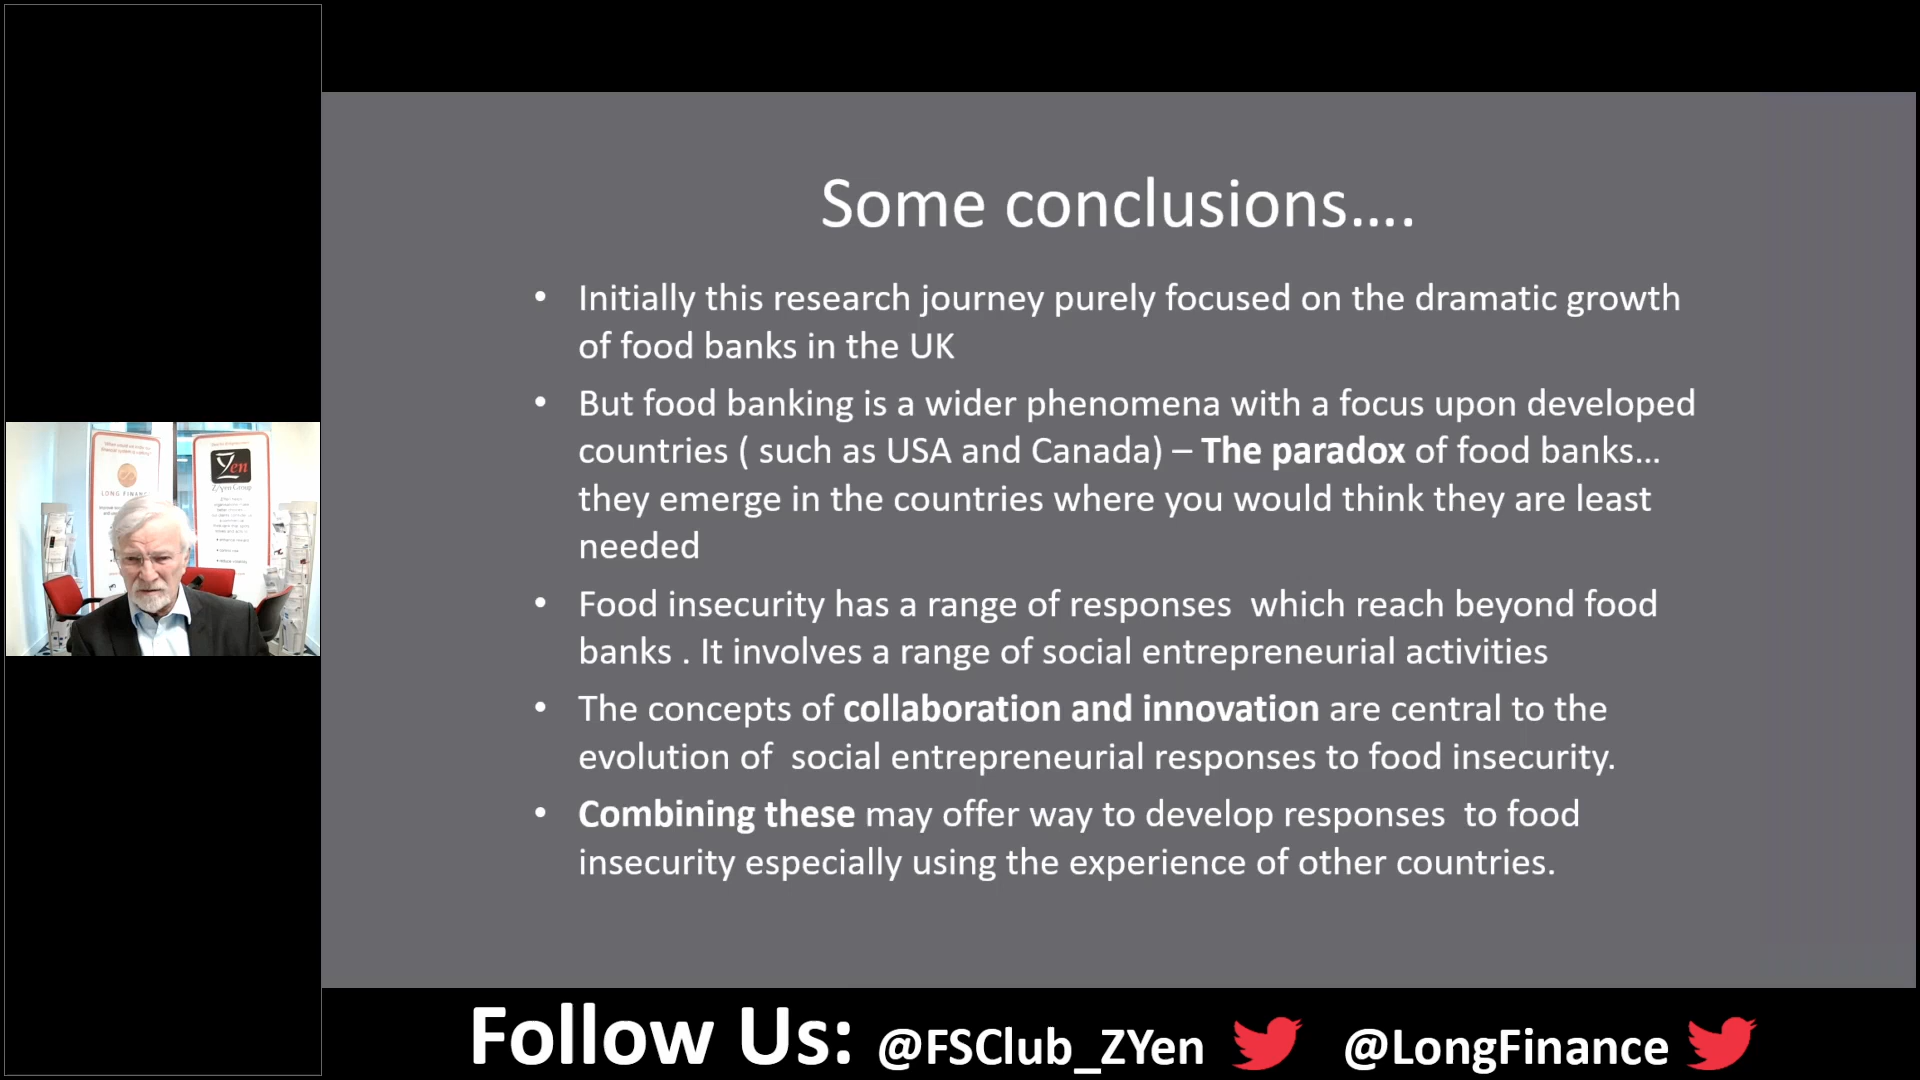 Some conclusions….
• Initially this research journey purely focused on the dramatic growth
of food banks in the UK
• But food banking is a wider phenomena with a focus upon developed
countries ( such as USA and Canada) – The paradox of food banks…
they emerge in the countries where you would think they are least
needed
• Food insecurity has a range of responses  which reach beyond food
banks . It involves a range of social entrepreneurial activities
• The concepts of collaboration and innovation are central to the
evolution of  social entrepreneurial responses to food insecurity.
• Combining these may offer way to develop responses  to food
insecurity especially using the experience of other countries.
LONG FINANC
Yen
Z/Yen Group
Follow Us: @FSClub_ZYen @LongFinance